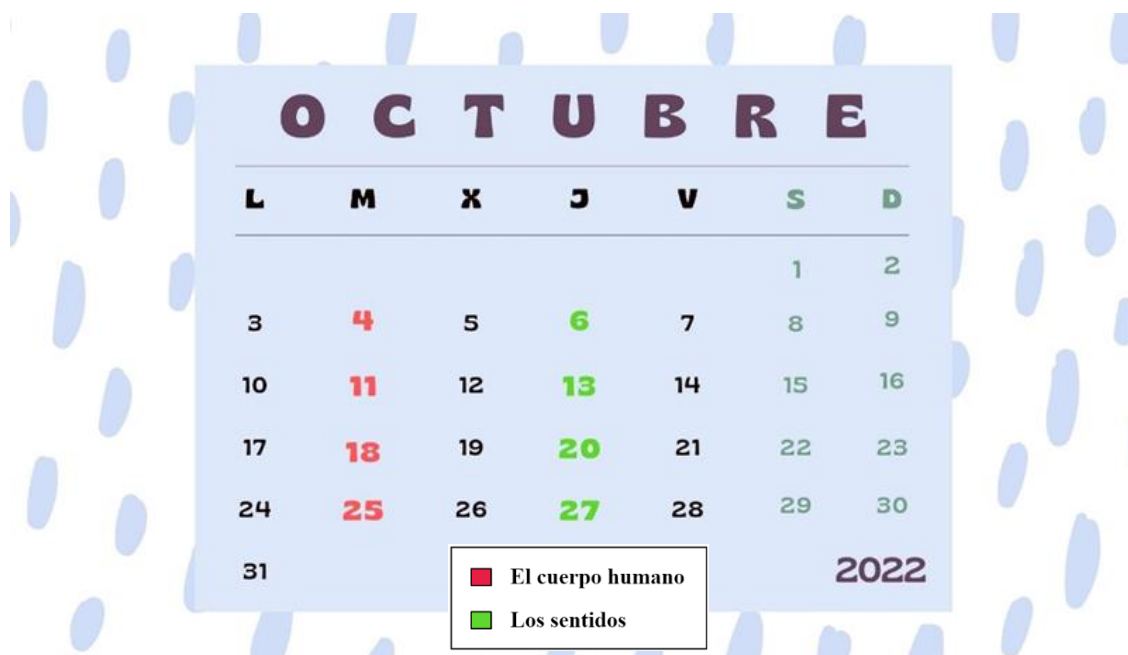 OCTUBRE
L M X J V S D
1 2
3 4 5 6 7 8 9
10 11 12 13 14 15 16
17 18 19 20 21 22 23
24 25 26 27 28 29 30
31 2022
El cuerpo humano
Los sentidos